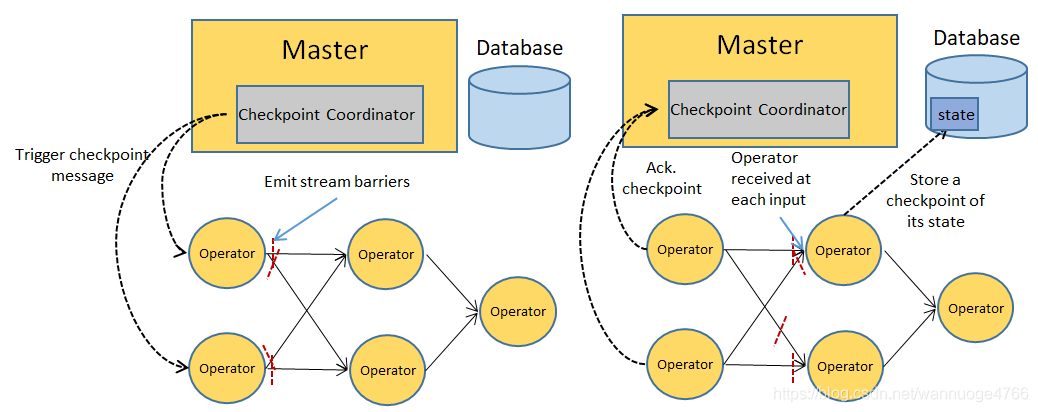 Master
Database
Checkpoint Coordinator
Trigger checkpoint
message
Emit stream barriers
Operator
Operator
Operator
Operator
Operator
Master
Database
Checkpoint Coordinator
state
Ack.
checkpoint
Operator
received at
each input
Store a
checkpoint of
its state
Operator
Operator
Operator
Operator
Operator
https://blog.csdn.net/wannuoge4766